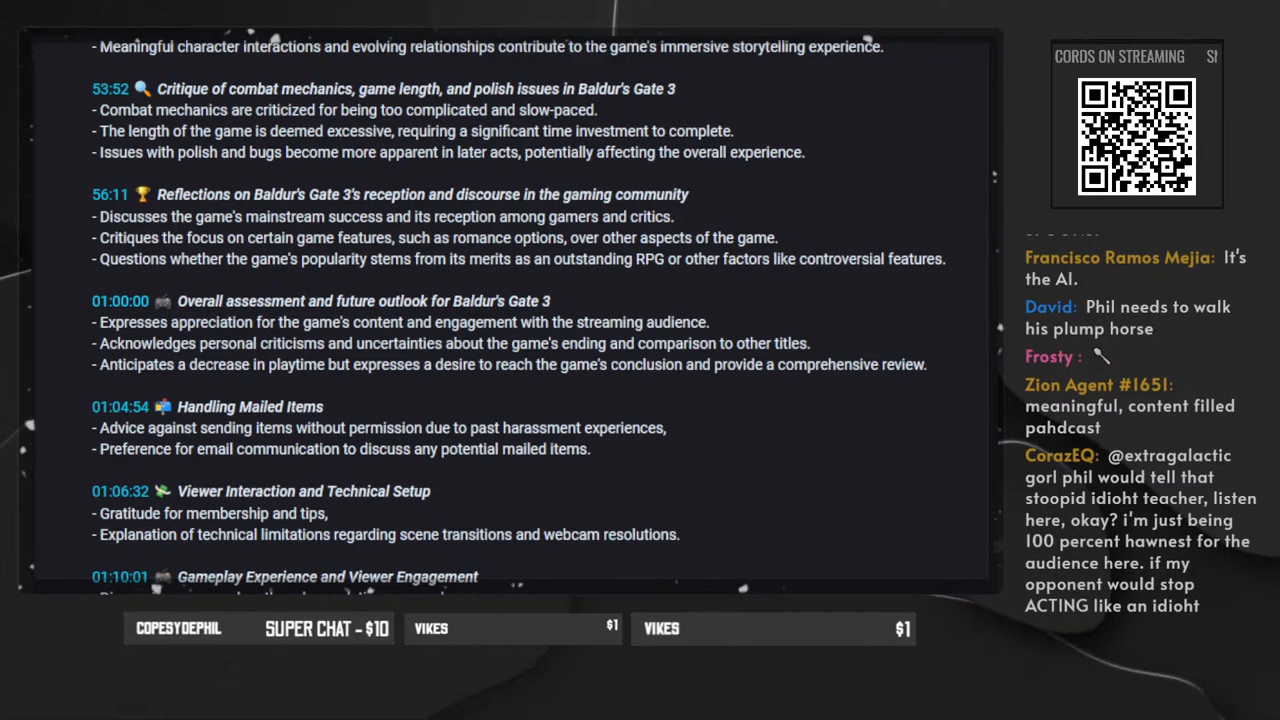 - Meaningful character interactions and evolving relationships contribute to the game's immersive storytelling experience.
53:52 🔍 Critique of combat mechanics, game length, and polish issues in Baldur's Gate 3
- Combat mechanics are criticized for being too complicated and slow-paced.
- The length of the game is deemed excessive, requiring a significant time investment to complete.
- Issues with polish and bugs become more apparent in later acts, potentially affecting the overall experience.
56:11 🏆 Reflections on Baldur's Gate 3's reception and discourse in the gaming community
- Discusses the game's mainstream success and its reception among gamers and critics.
- Critiques the focus on certain game features, such as romance options, over other aspects of the game.
- Questions whether the game's popularity stems from its merits as an outstanding RPG or other factors like controversial features.
01:00:00 🎮 Overall assessment and future outlook for Baldur's Gate 3
- Expresses appreciation for the game's content and engagement with the streaming audience.
- Acknowledges personal criticisms and uncertainties about the game's ending and comparison to other titles.
- Anticipates a decrease in playtime but expresses a desire to reach the game's conclusion and provide a comprehensive review.
01:04:54 📬 Handling Mailed Items
- Advice against sending items without permission due to past harassment experiences,
- Preference for email communication to discuss any potential mailed items.
01:06:32 💸 Viewer Interaction and Technical Setup
- Gratitude for membership and tips,
- Explanation of technical limitations regarding scene transitions and webcam resolutions.
01:10:01 🎮 Gameplay Experience and Viewer Engagement
CORDS ON STREAMING
Francisco Ramos Mejia: It's
the AI.
David: Phil needs to walk
his plump horse
Frosty : 🥄
Zion Agent #1651:
meaningful, content filled
pahdcast
CorazEQ: @extragalactic
gorl phil would tell that
stoopid idioht teacher, listen
here, okay? i'm just being
100 percent hawnest for the
audience here. if my
opponent would stop
ACTING like an idioht
COPESYDEPHIL SUPER CHAT - $10
VIKES $1
VIKES $1